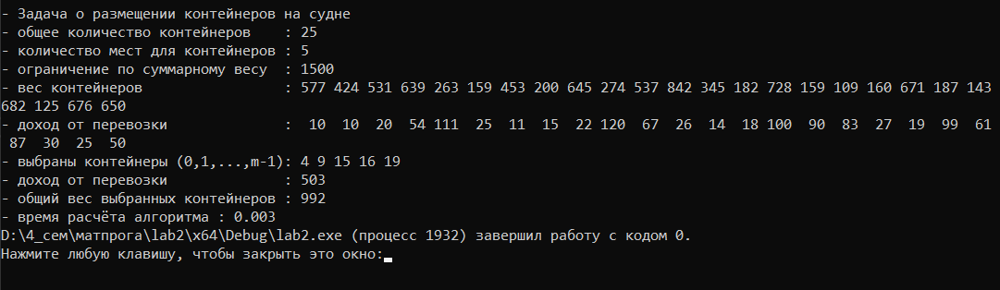 - Задача о размещении контейнеров на судне
- общее количество контейнеров    : 25
- количество мест для контейнеров : 5
- ограничение по суммарному весу  : 1500
- вес контейнеров                 : 577 424 531 639 263 159 453 200 645 274 537 842 345 182 728 159 109 160 671 187 143
682 125 676 650
- доход от перевозки              :  10  10  20  54 111  25  11  15  22 120  67  26  14  18 100  90  83  27  19  99  61
 87  30  25  50
- выбраны контейнеры (0,1,...,m-1): 4 9 15 16 19
- доход от перевозки              : 503
- общий вес выбранных контейнеров : 992
- время расчёта алгоритма : 0.003
D:\4_сем\матпрога\lab2\x64\Debug\lab2.exe (процесс 1932) завершил работу с кодом 0.
Нажмите любую клавишу, чтобы закрыть это окно: